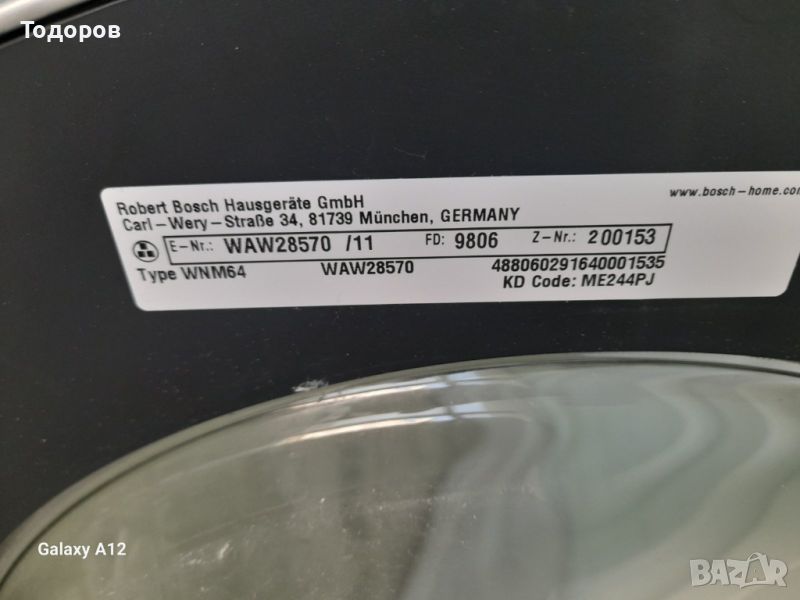 Тодоров
www.bosch-home.com
Robert Bosch Hausgeräte GmbH
Carl-Wery-Straße 34, 81739 München, GERMANY
E-Nr.: WAW28570 /11 FD: 9806 Z-Nr.: 200153
Type WNM64 WAW28570 488060291640001535
KD Code: ME244PJ
Galaxy A12
BAZAR